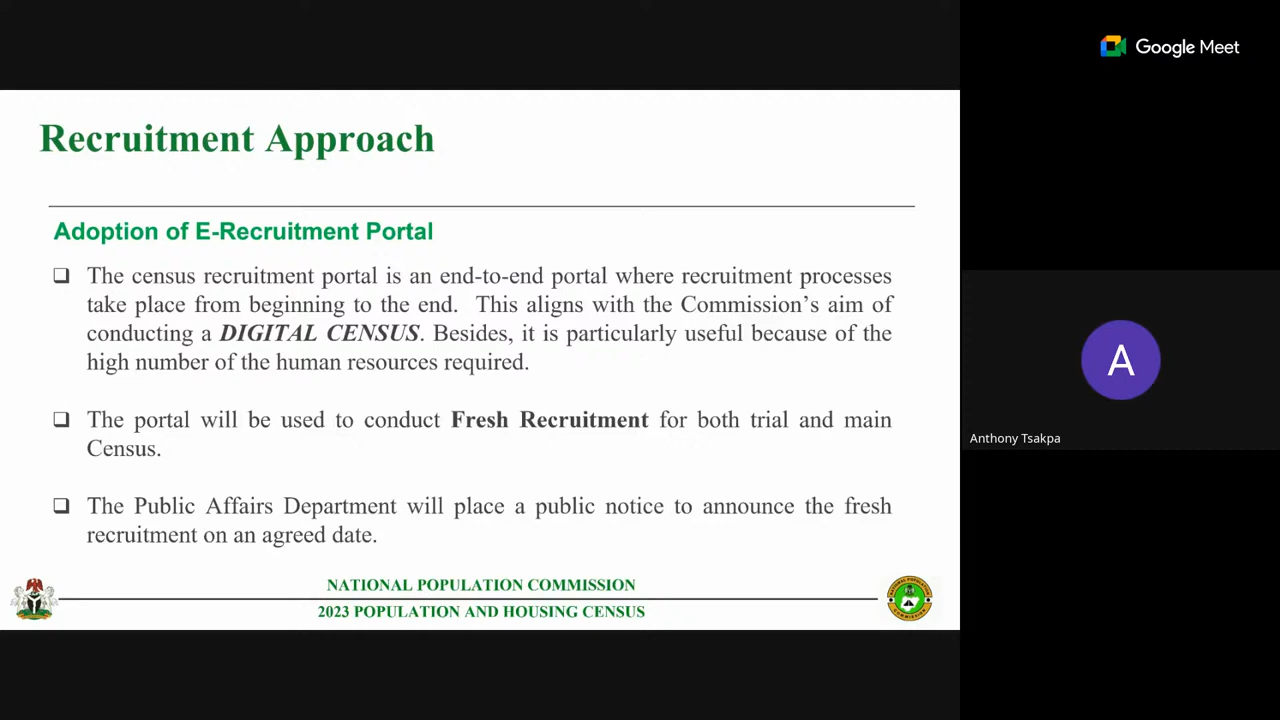 Google Meet
Recruitment Approach
Adoption of E-Recruitment Portal
❑ The census recruitment portal is an end-to-end portal where recruitment processes
take place from beginning to the end. This aligns with the Commission's aim of
conducting a DIGITAL CENSUS. Besides, it is particularly useful because of the
high number of the human resources required.
❑ The portal will be used to conduct Fresh Recruitment for both trial and main
Census.
❑ The Public Affairs Department will place a public notice to announce the fresh
recruitment on an agreed date.
NATIONAL POPULATION COMMISSION
2023 POPULATION AND HOUSING CENSUS
A
Anthony Tsakpa